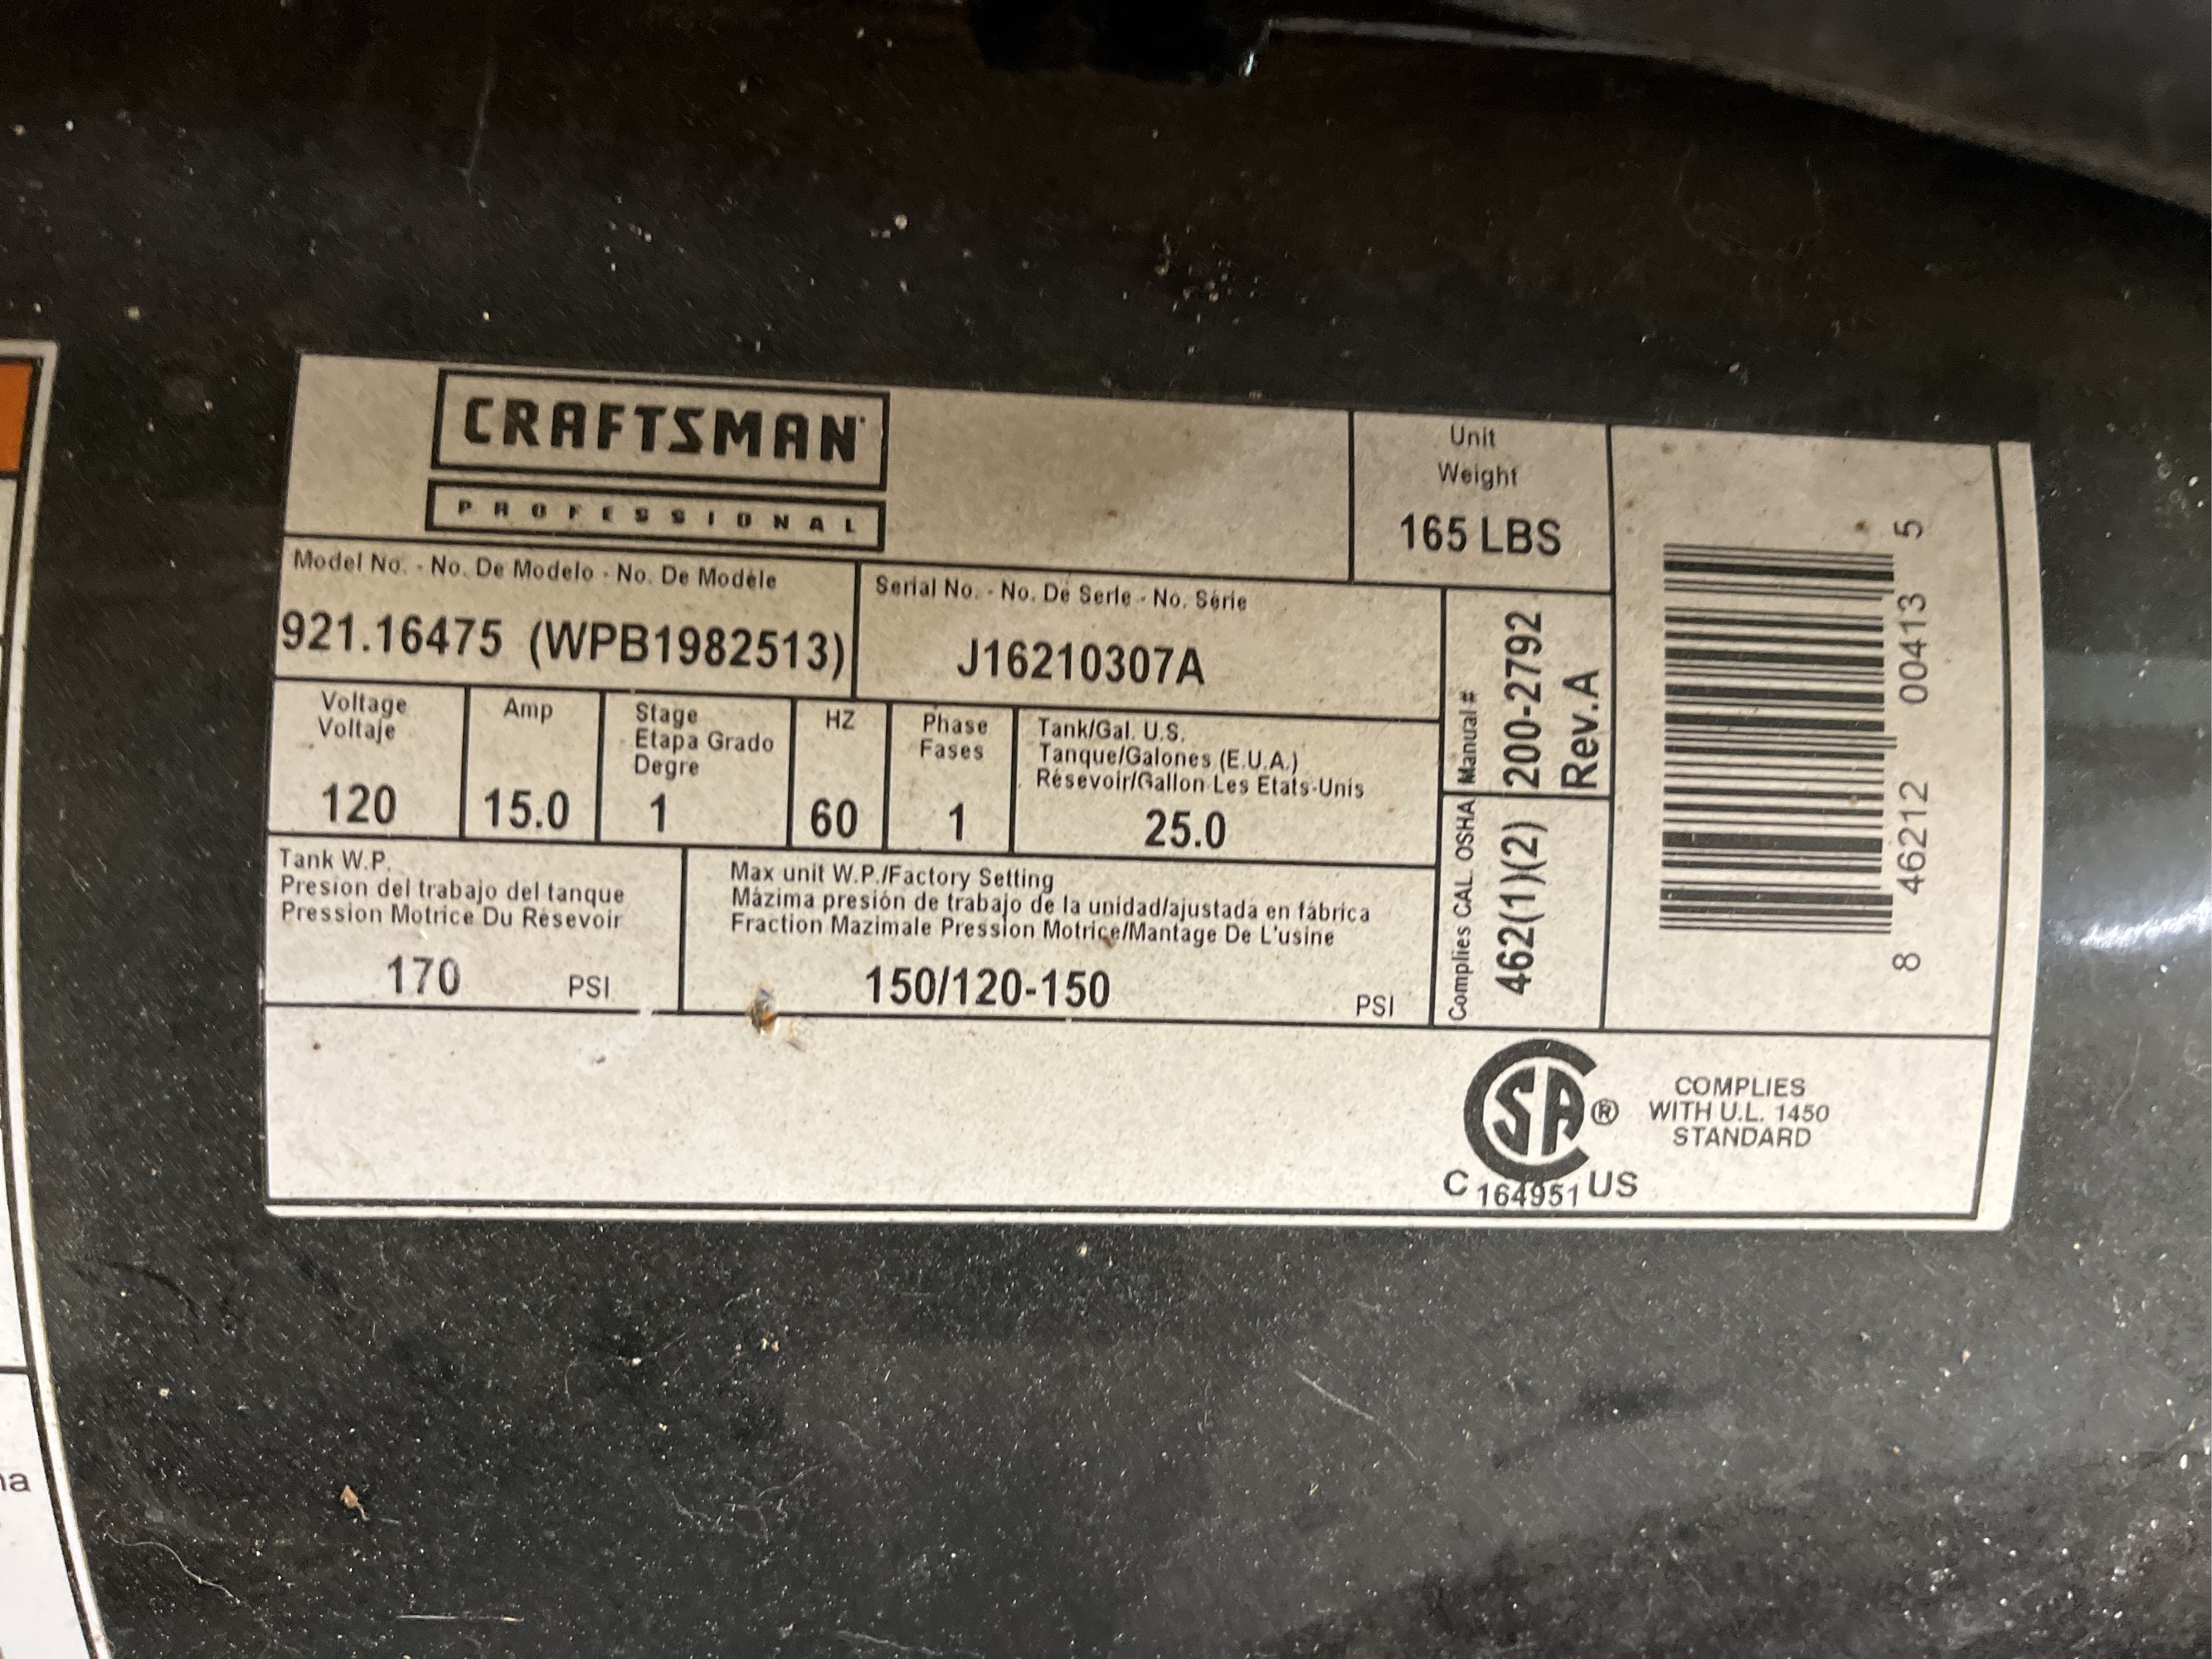 CRAFTSMAN
PROFESSIONAL
Unit
Weight
165 LBS
Model No. - No. De Modelo - No. De Modéle
921.16475 (WPB1982513)
Serial No. - No. De Serie - No. Série
J16210307A
Voltage
Voltaje
120
Amp
15.0
Stage
Etapa Grado
Degre
1
HZ
60
Phase
Fases
1
Tank/Gal. U.S.
Tanque/Galones (E.U.A.)
Résevoir/Gallon Les Etats-Unis
25.0
Tank W.P.
Presion del trabajo del tanque
Pression Motrice Du Résevoir
170 PSI
Max unit W.P./Factory Setting
Mázima presión de trabajo de la unidad/ajustada en fábrica
Fraction Mazimale Pression Motrice/Mantage De L'usine
150/120-150 PSI
Manual #
200-2792
Rev.A
Complies CAL OSHA
462(1)(2)
8 46212 00413 5
CSA ®
C 164951 US
COMPLIES
WITH U.L. 1450
STANDARD